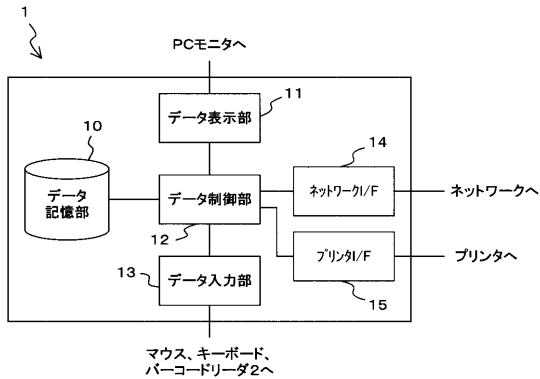 1
PCモニタへ
データ表示部
11
10
データ
記憶部
データ制御部
12
14
ネットワークI/F
ネットワークへ
プリンタI/F
15
プリンタへ
13
データ入力部
マウス、キーボード、
バーコードリーダ2へ